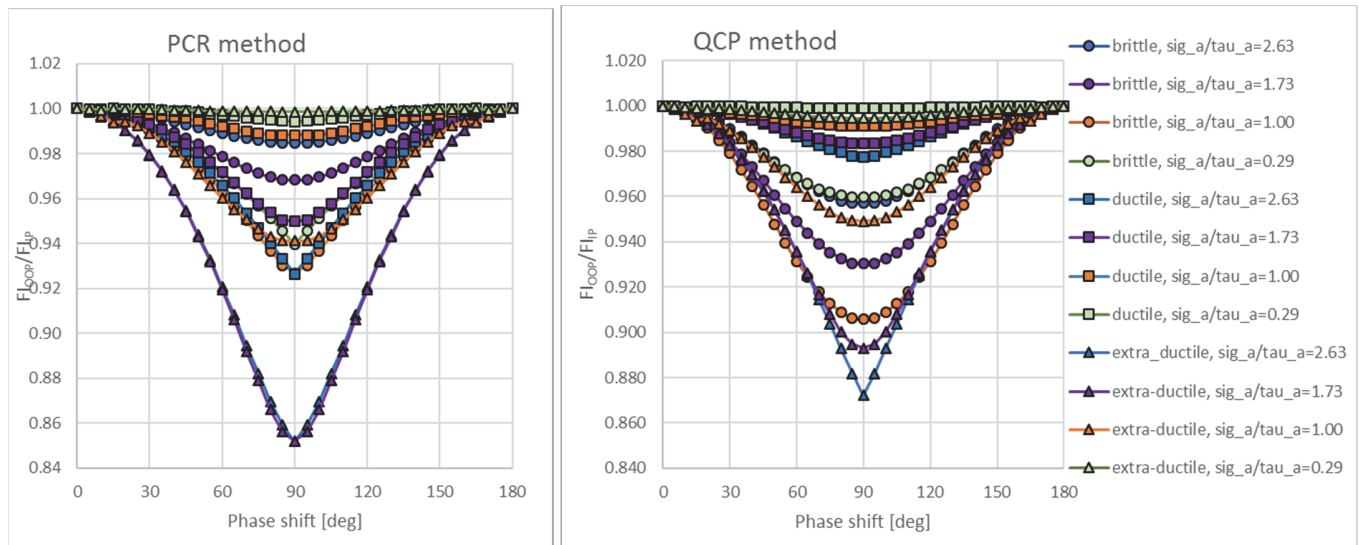 PCR method
1.02
1.00
0.98
0.96
0.94
0.92
0.90
0.88
0.86
0.84
FI_OOP/FI_IP
0 30 60 90 120 150 180
Phase shift [deg]
QCP method
1.020
1.000
0.980
0.960
0.940
0.920
0.900
0.880
0.860
0.840
FI_OOP/FI_IP
0 30 60 90 120 150 180
Phase shift [deg]
brittle, sig_a/tau_a=2.63
brittle, sig_a/tau_a=1.73
brittle, sig_a/tau_a=1.00
brittle, sig_a/tau_a=0.29
ductile, sig_a/tau_a=2.63
ductile, sig_a/tau_a=1.73
ductile, sig_a/tau_a=1.00
ductile, sig_a/tau_a=0.29
extra_ductile, sig_a/tau_a=2.63
extra-ductile, sig_a/tau_a=1.73
extra-ductile, sig_a/tau_a=1.00
extra-ductile, sig_a/tau_a=0.29